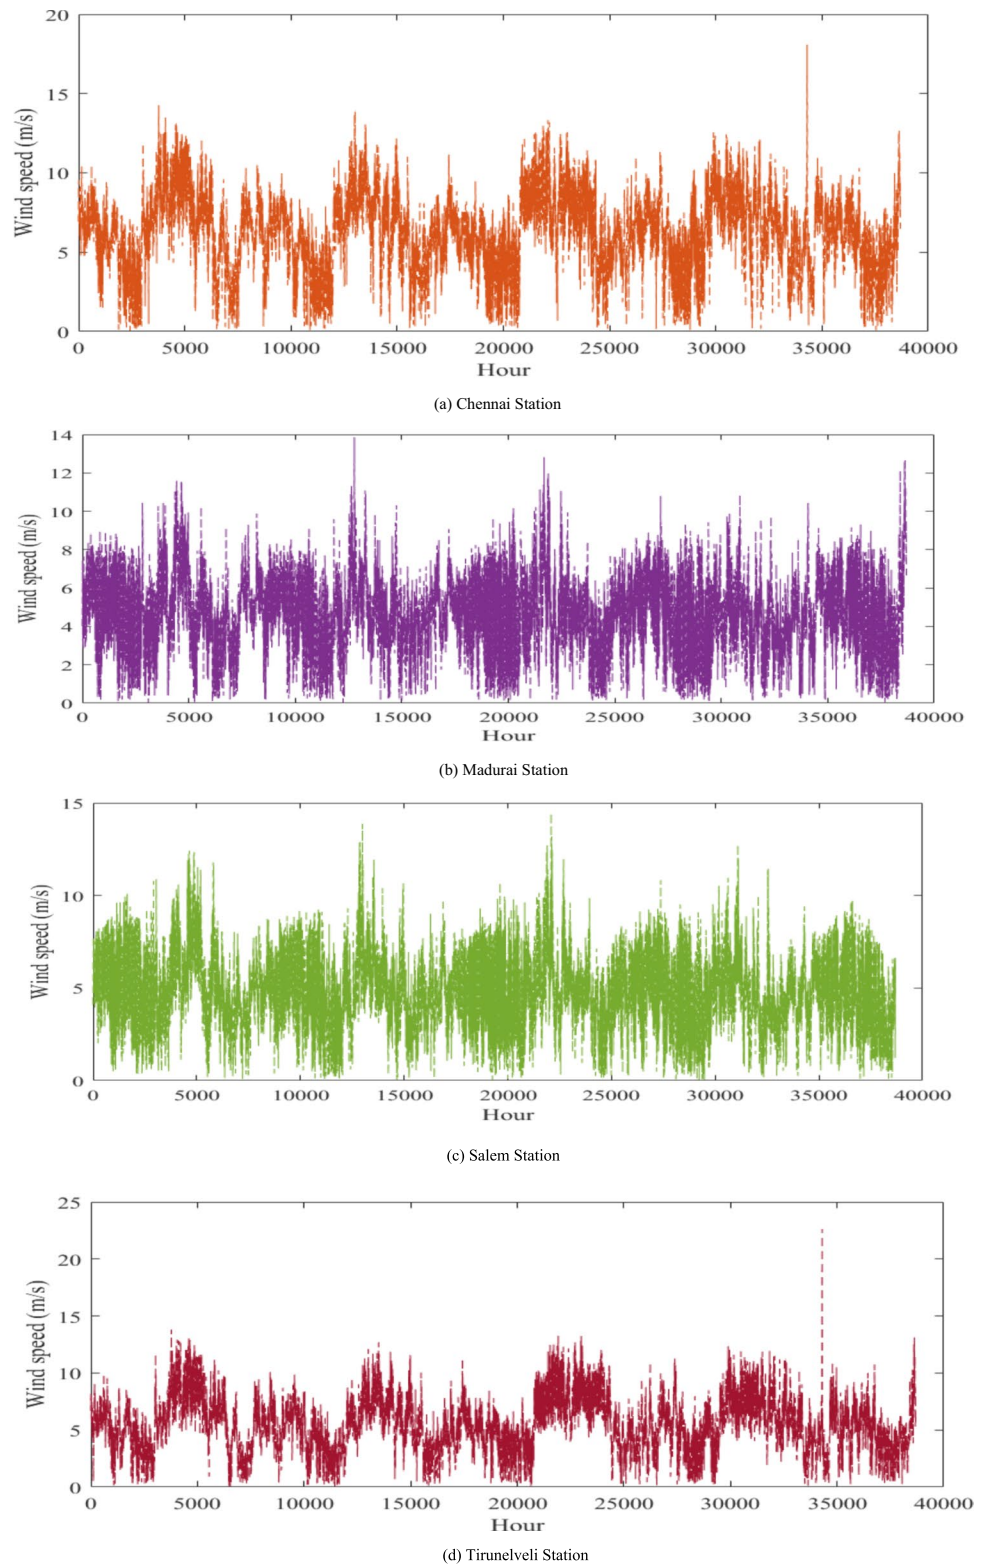 20
15
10
5
0
Wind speed (m/s)
0 5000 10000 15000 20000 25000 30000 35000 40000
Hour
(a) Chennai Station
14
12
10
8
6
4
2
0
Wind speed (m/s)
0 5000 10000 15000 20000 25000 30000 35000 40000
Hour
(b) Madurai Station
15
10
5
0
Wind speed (m/s)
0 5000 10000 15000 20000 25000 30000 35000 40000
Hour
(c) Salem Station
25
20
15
10
5
0
Wind speed (m/s)
0 5000 10000 15000 20000 25000 30000 35000 40000
Hour
(d) Tirunelveli Station